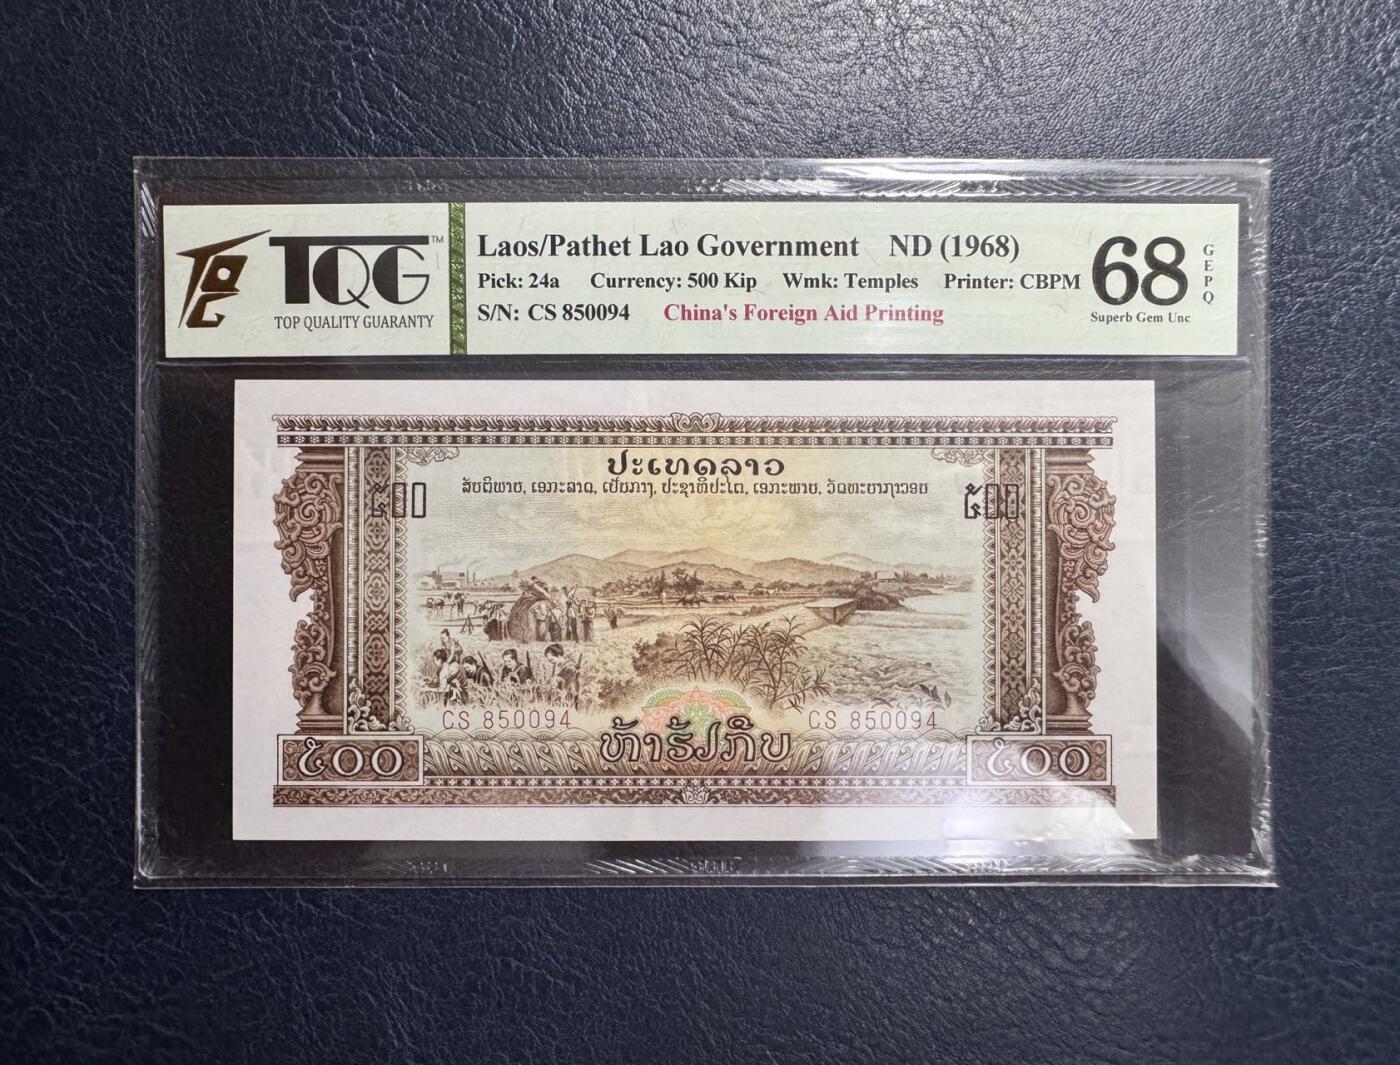 TQG™
TOP QUALITY GUARANTY
Laos/Pathet Lao Government ND (1968)
Pick: 24a Currency: 500 Kip Wmk: Temples Printer: CBPM
S/N: CS 850094 China's Foreign Aid Printing
68
Superb Gem Unc
GEPQ
ປະເທດລາວ
ສັນຕິພາບ, ເອກະລາດ, ເປັນກາງ, ປະຊາທິປະໄຕ, ເອກະພາບ, ວັດທະນາຖາວອນ
໕໐໐ ໕໐໐
CS 850094 CS 850094
ຫ້າຮ້ອຽກີບ
໕໐໐ ໕໐໐